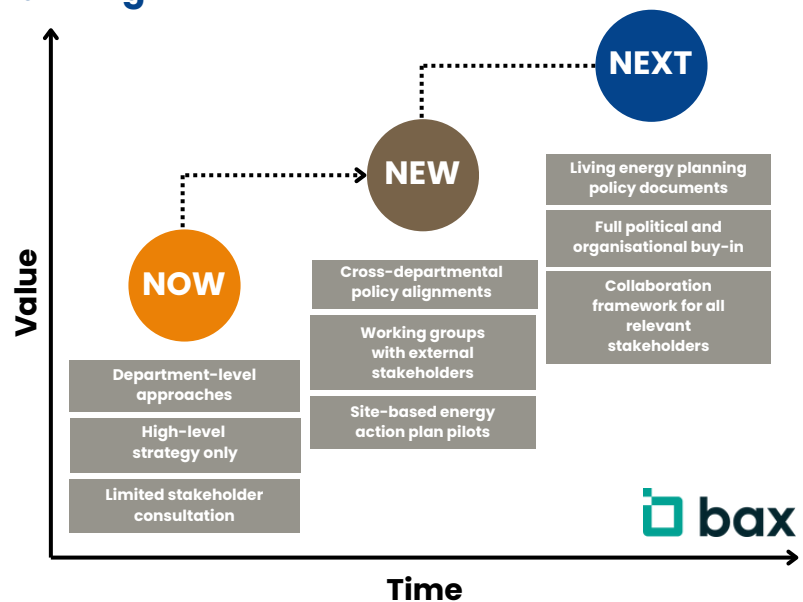 NEXT
NEW
NOW
Living energy planning
policy documents
Full political and
organisational buy-in
Collaboration
framework for all
relevant
stakeholders
Cross-departmental
policy alignments
Working groups
with external
stakeholders
Site-based energy
action plan pilots
Department-level
approaches
High-level
strategy only
Limited stakeholder
consultation
Value
Time
bax